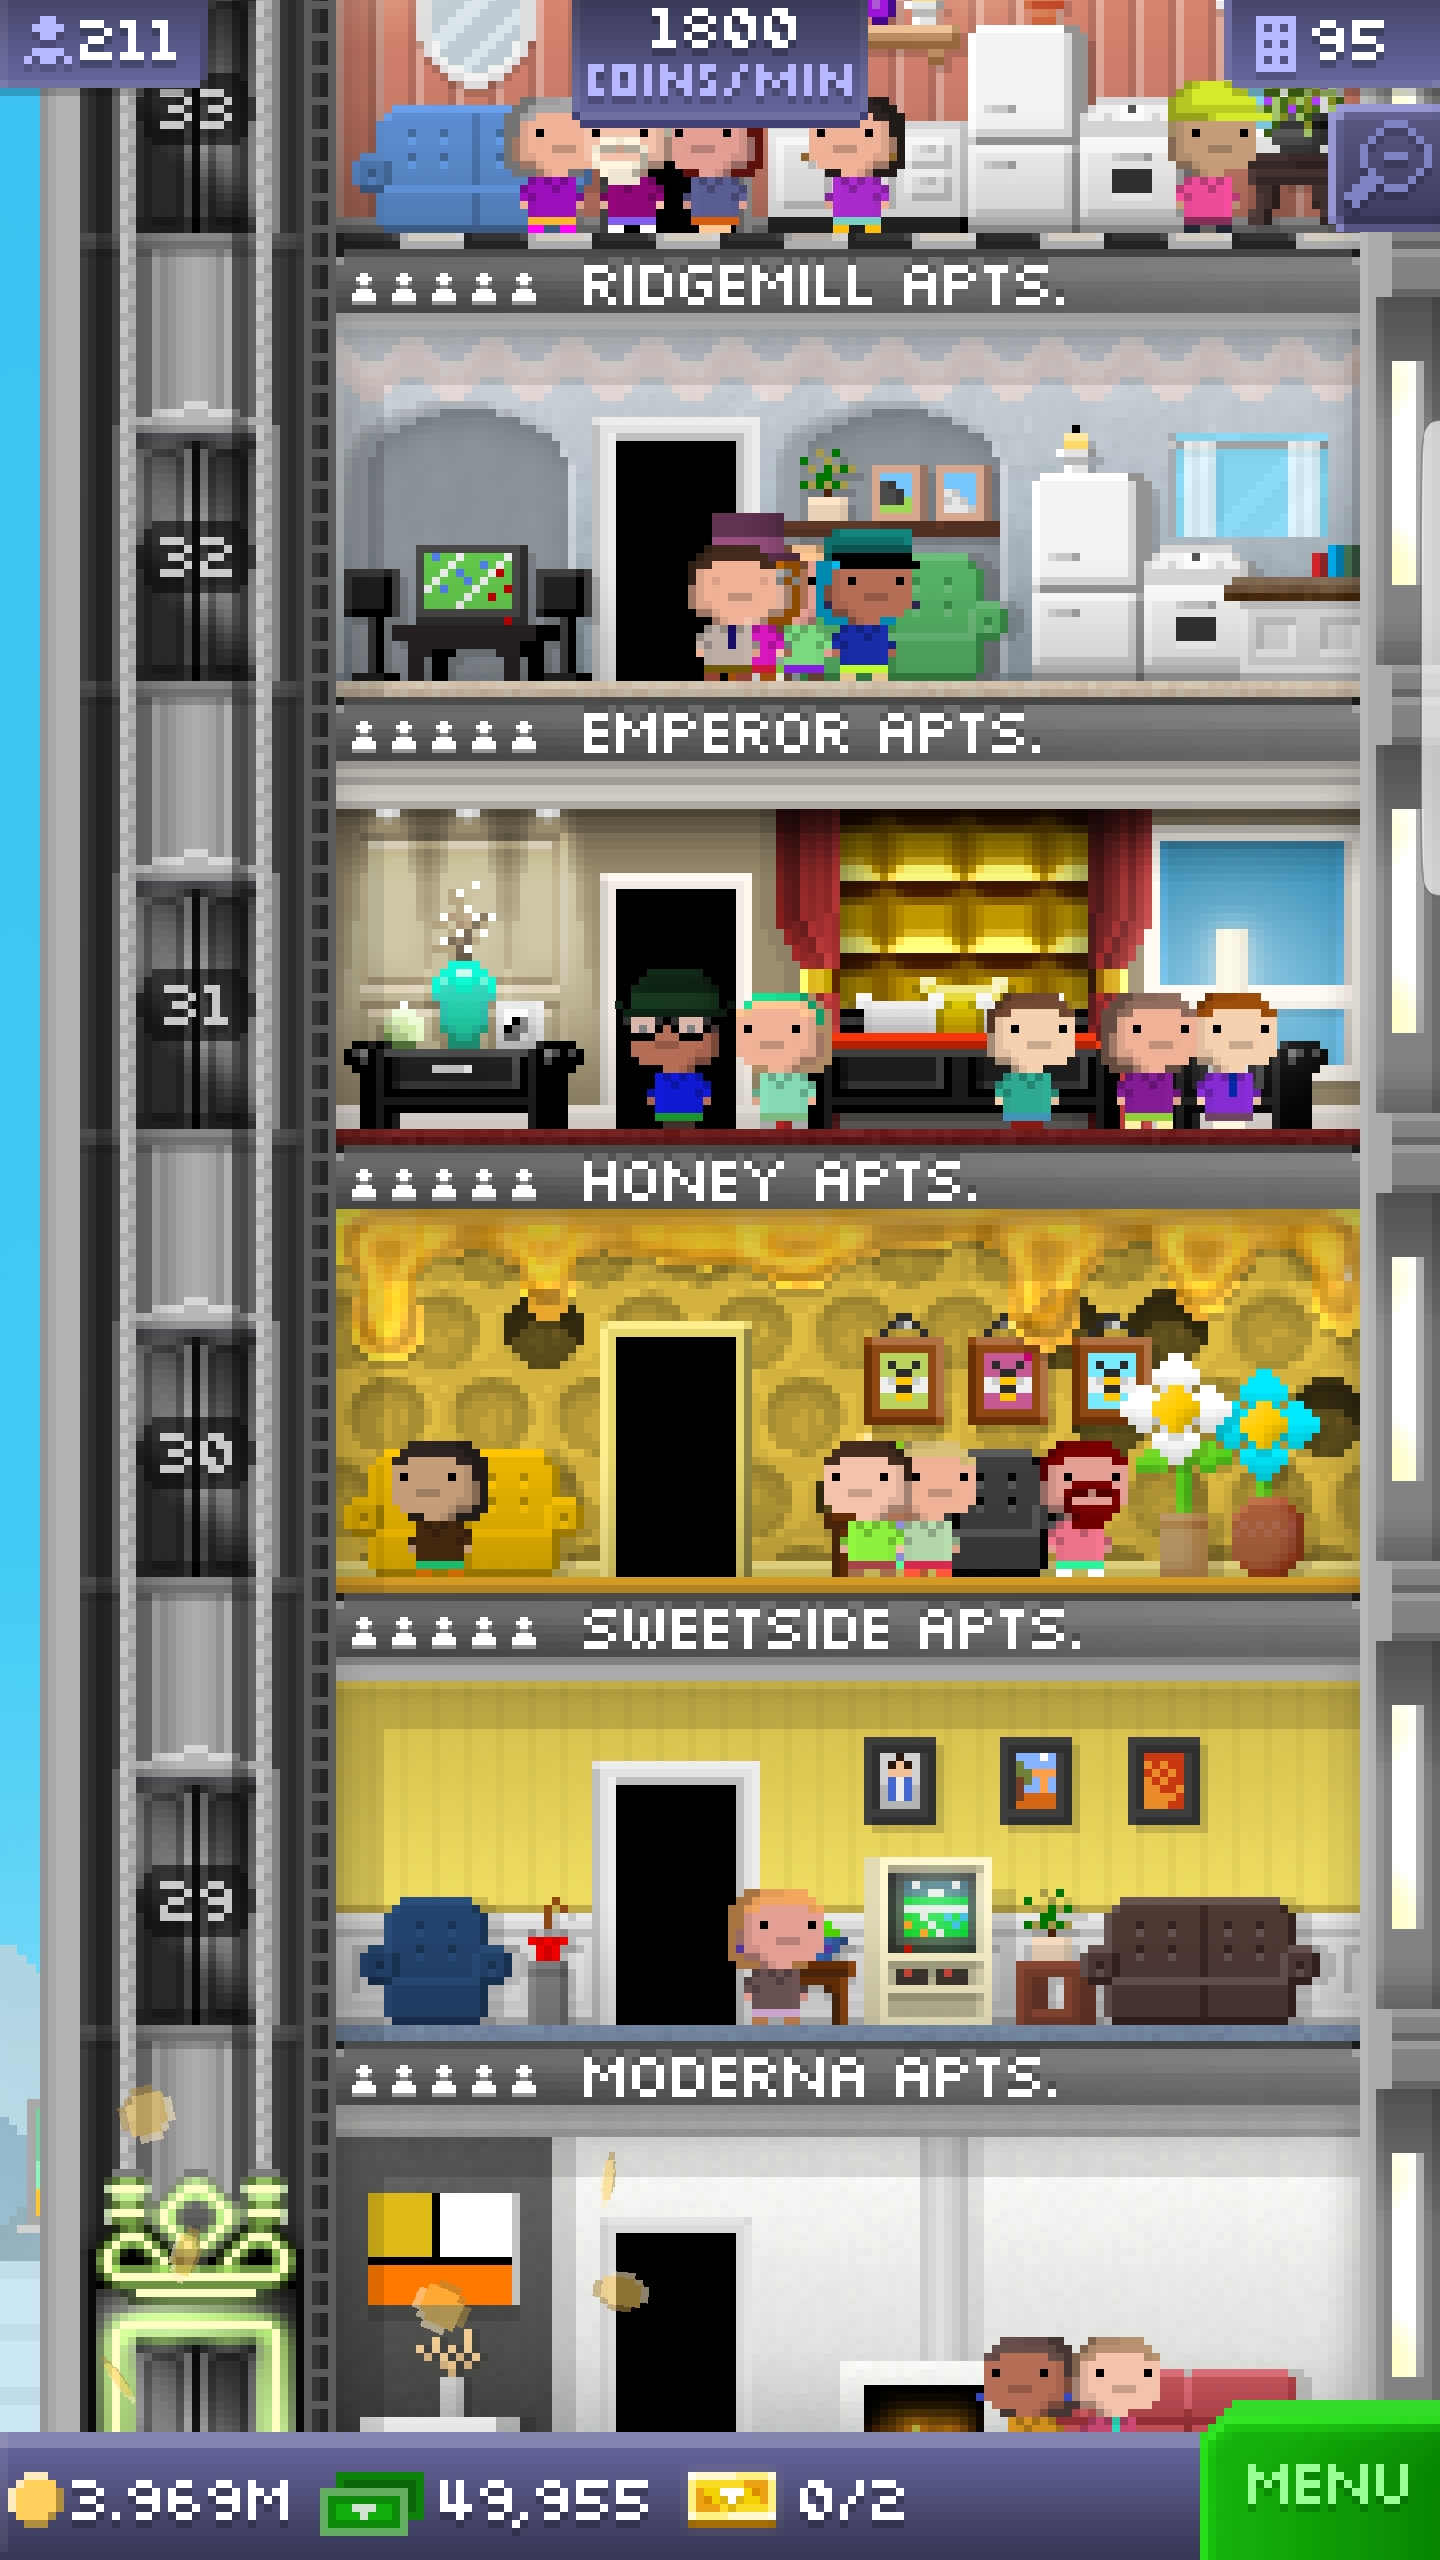 211
1800
COINS/MIN
95
33
RIDGEMILL APTS.
32
EMPEROR APTS.
31
HONEY APTS.
30
SWEETSIDE APTS.
29
MODERNA APTS.
3.969M
49,955
0/2
MENU